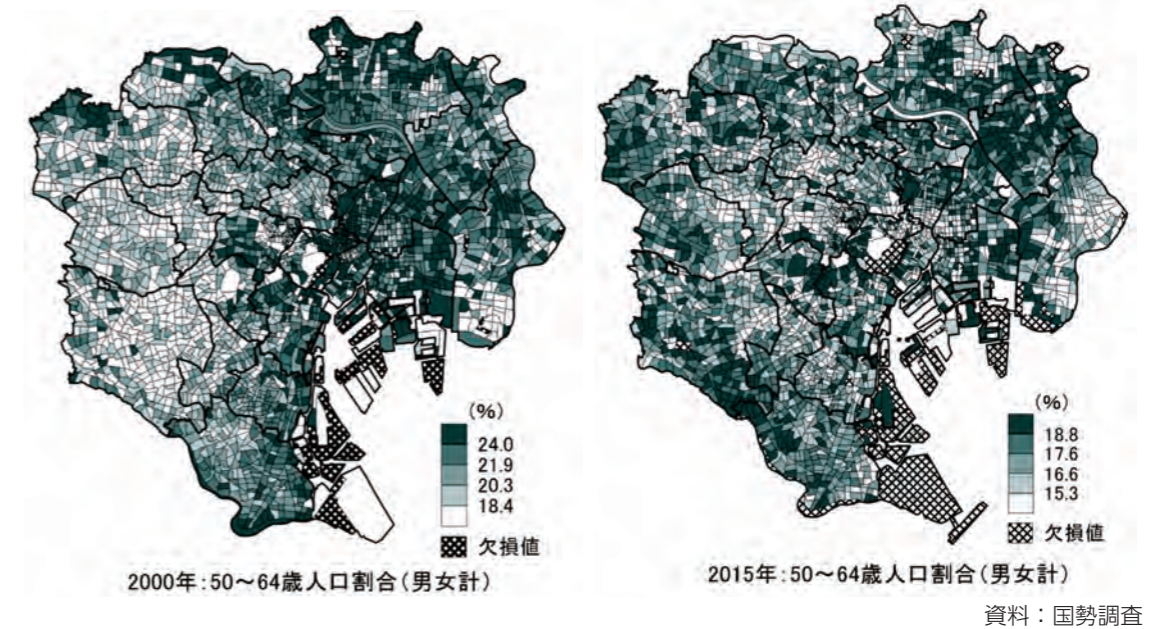 (%)
24.0
21.9
20.3
18.4
欠損値
2000年:50～64歳人口割合(男女計)
(%)
18.8
17.6
16.6
15.3
欠損値
2015年:50～64歳人口割合(男女計)
資料：国勢調査